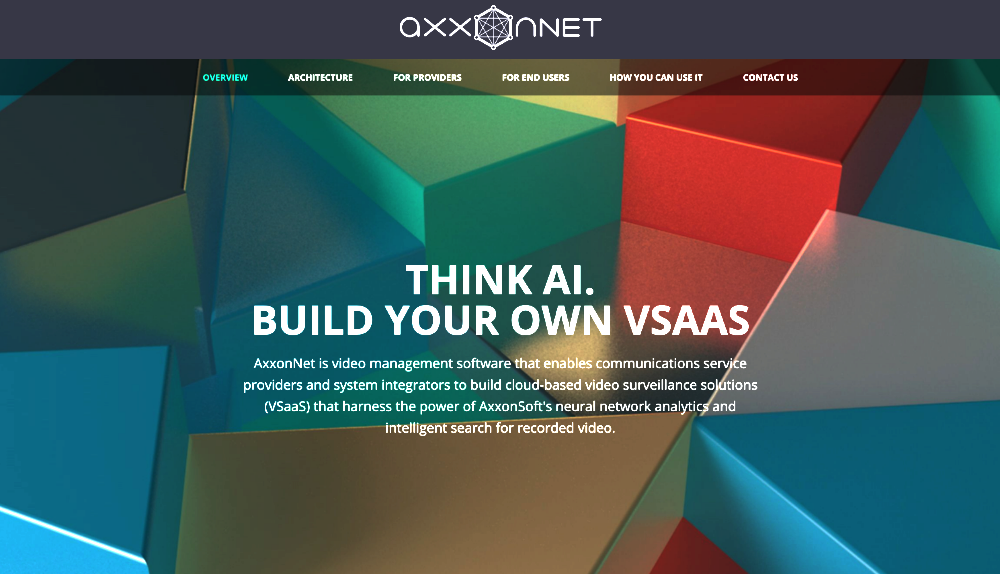 axxonnet
OVERVIEW ARCHITECTURE FOR PROVIDERS FOR END USERS HOW YOU CAN USE IT CONTACT US
THINK AI.
BUILD YOUR OWN VSAAS
AxxonNet is video management software that enables communications service
providers and system integrators to build cloud-based video surveillance solutions
(VSaaS) that harness the power of AxxonSoft's neural network analytics and
intelligent search for recorded video.